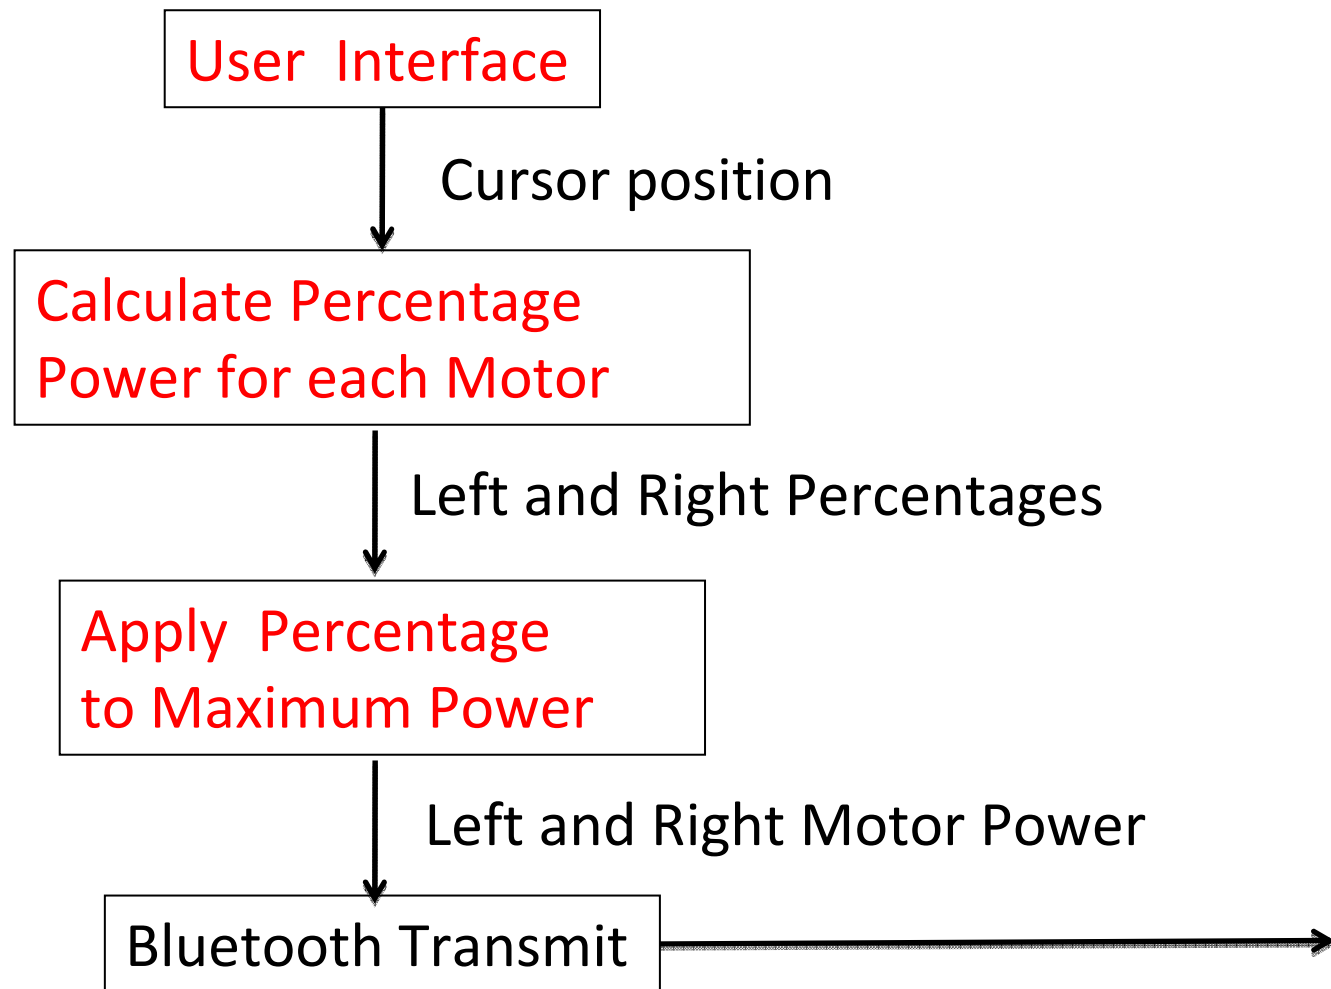 User  Interface
Cursor position
Calculate Percentage
Power for each Motor
Left and Right Percentages
Apply  Percentage
to Maximum Power
Left and Right Motor Power
Bluetooth Transmit